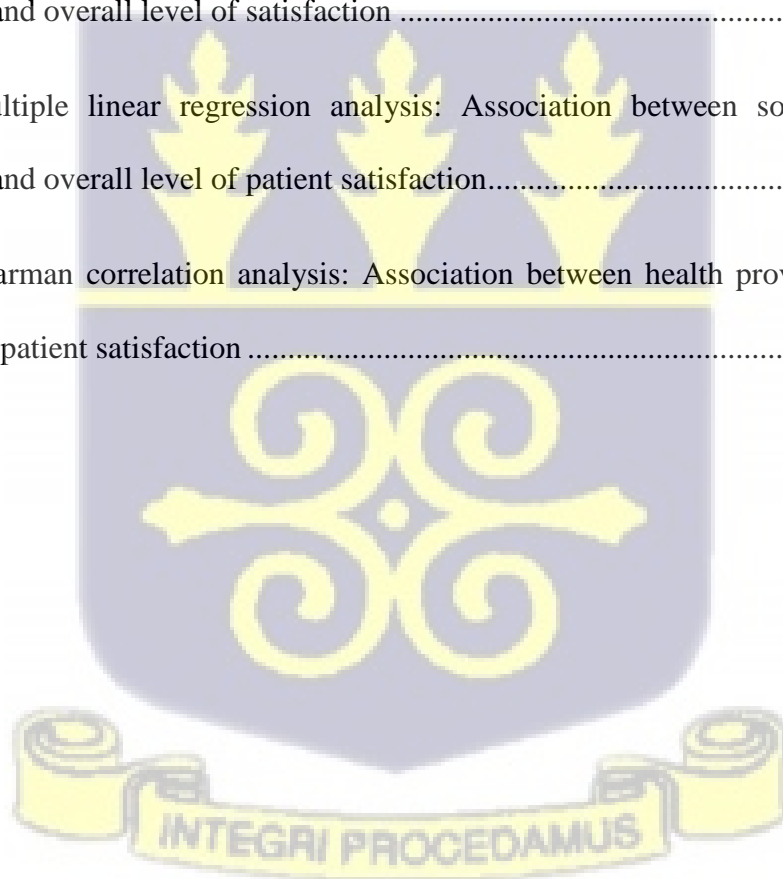 and overall level of satisfaction ............................................
ltiple linear regression analysis: Association between so
and overall level of patient satisfaction..................................
arman correlation analysis: Association between health prov
patient satisfaction ..............................................................
INTEGRI PROCEDAMUS